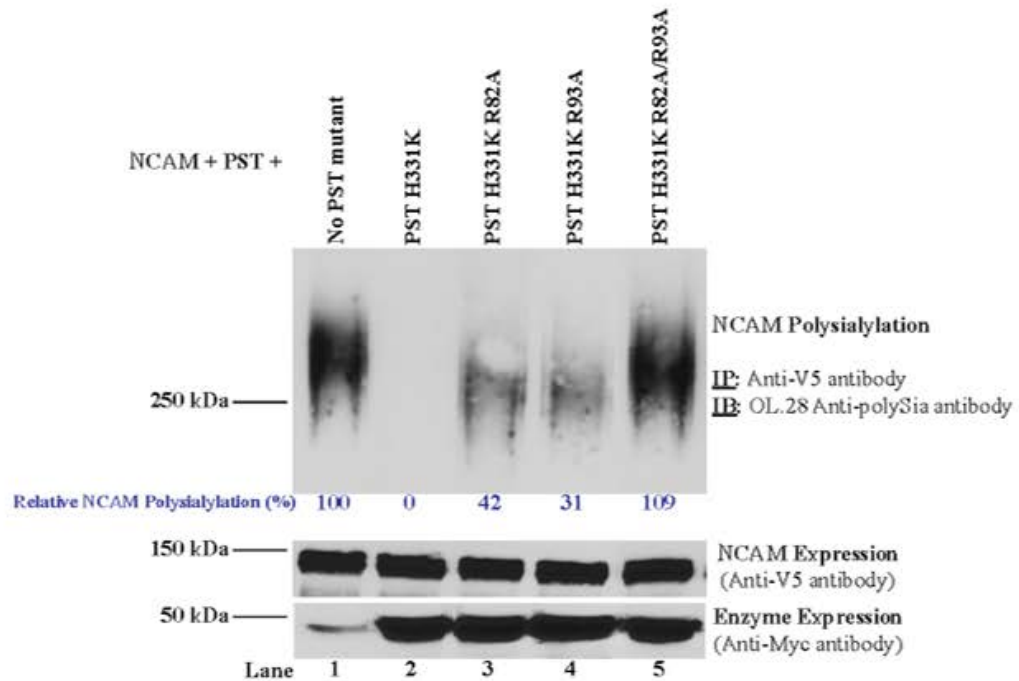 NCAM + PST +
No PST mutant
PST H331K
PST H331K R82A
PST H331K R93A
PST H331K R82A/R93A
NCAM Polysialylation
IP: Anti-V5 antibody
250 kDa
IB: OL.28 Anti-polySia antibody
Relative NCAM Polysialylation (%) 100 0 42 31 109
150 kDa
NCAM Expression
(Anti-V5 antibody)
50 kDa
Enzyme Expression
(Anti-Myc antibody)
Lane 1 2 3 4 5